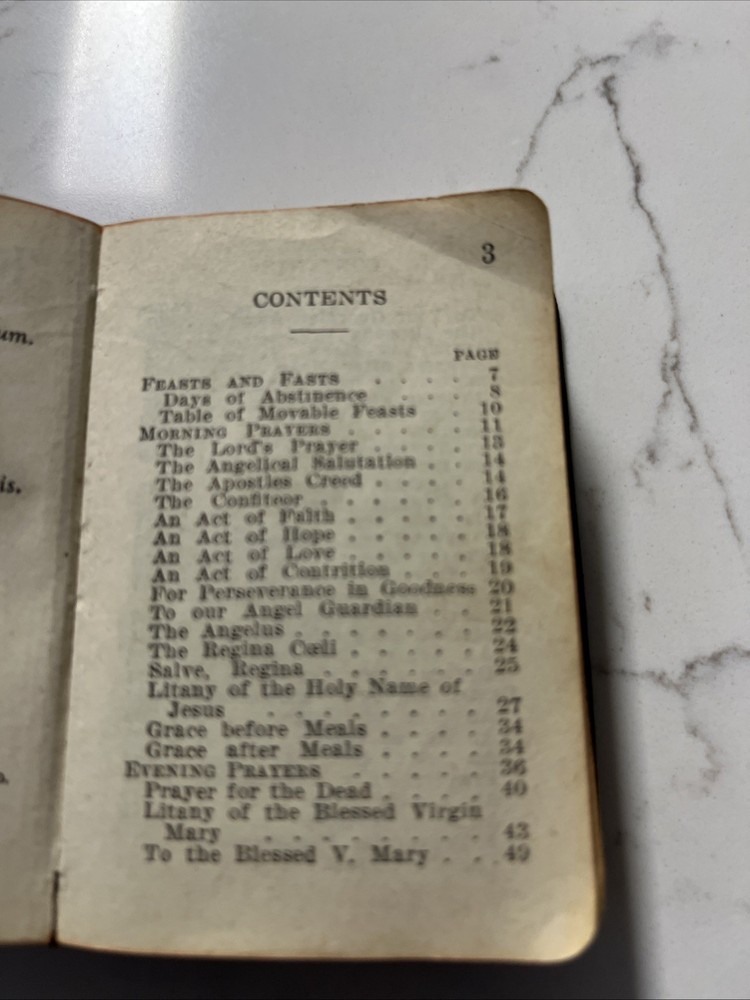 um.
is.
3
CONTENTS
PAGE
FEASTS AND FASTS . . . . 7
Days of Abstinence . . . . 8
Table of Movable Feasts . 10
MORNING PRAYERS . . . . . 11
The Lord's Prayer . . . . 13
The Angelical Salutation . . 14
The Apostles Creed . . . . 14
The Confiteor . . . . . . 16
An Act of Faith . . . . . 17
An Act of Hope . . . . . 18
An Act of Love . . . . . 18
An Act of Contrition . . . 19
For Perseverance in Goodness 20
To our Angel Guardian . . 21
The Angelus . . . . . . . 22
The Regina Cœli . . . . . 24
Salve, Regina . . . . . . 25
Litany of the Holy Name of
Jesus . . . . . . . . 27
Grace before Meals . . . . 34
Grace after Meals . . . . 34
EVENING PRAYERS . . . . . 36
Prayer for the Dead . . . . 40
Litany of the Blessed Virgin
Mary . . . . . . . . 43
To the Blessed V. Mary . . . 49